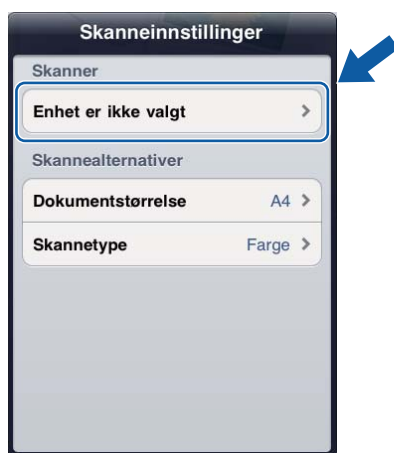 Skanneinnstillinger
Skanner
Enhet er ikke valgt
Skannealternativer
Dokumentstørrelse A4
Skannetype Farge